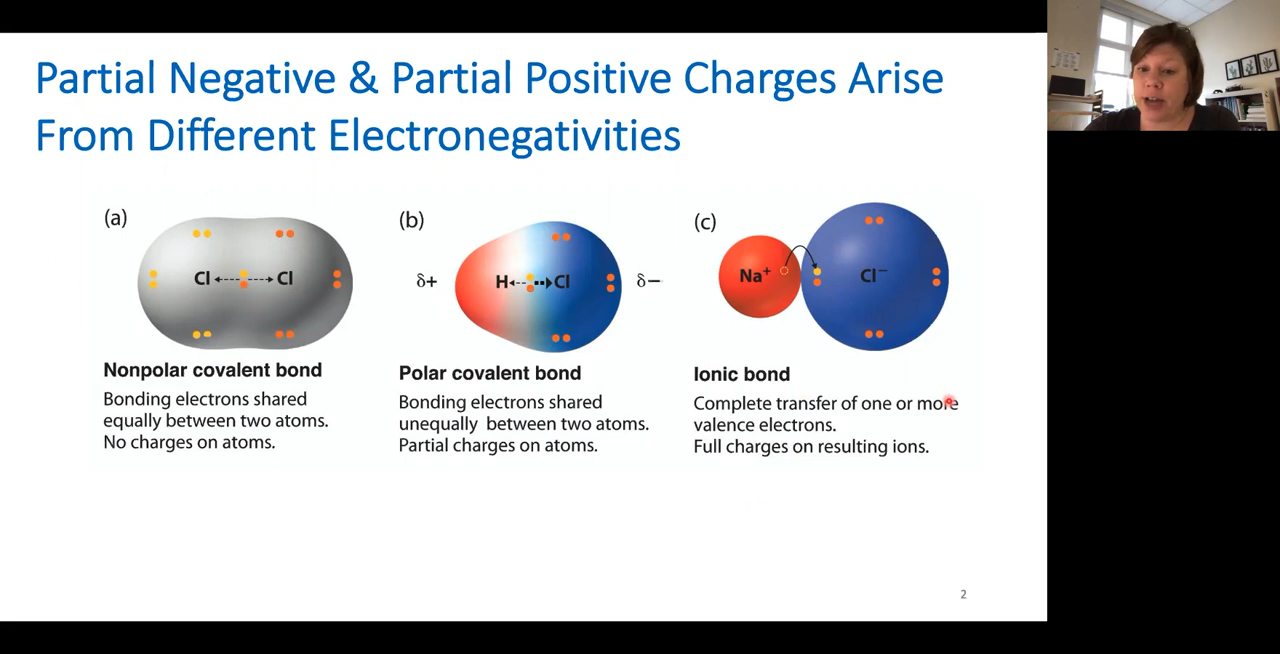 Partial Negative & Partial Positive Charges Arise
From Different Electronegativities
(a)
Cl Cl
Nonpolar covalent bond
Bonding electrons shared
equally between two atoms.
No charges on atoms.
(b)
δ+ H Cl δ−
Polar covalent bond
Bonding electrons shared
unequally between two atoms.
Partial charges on atoms.
(c)
Na⁺ Cl⁻
Ionic bond
Complete transfer of one or more
valence electrons.
Full charges on resulting ions.
2